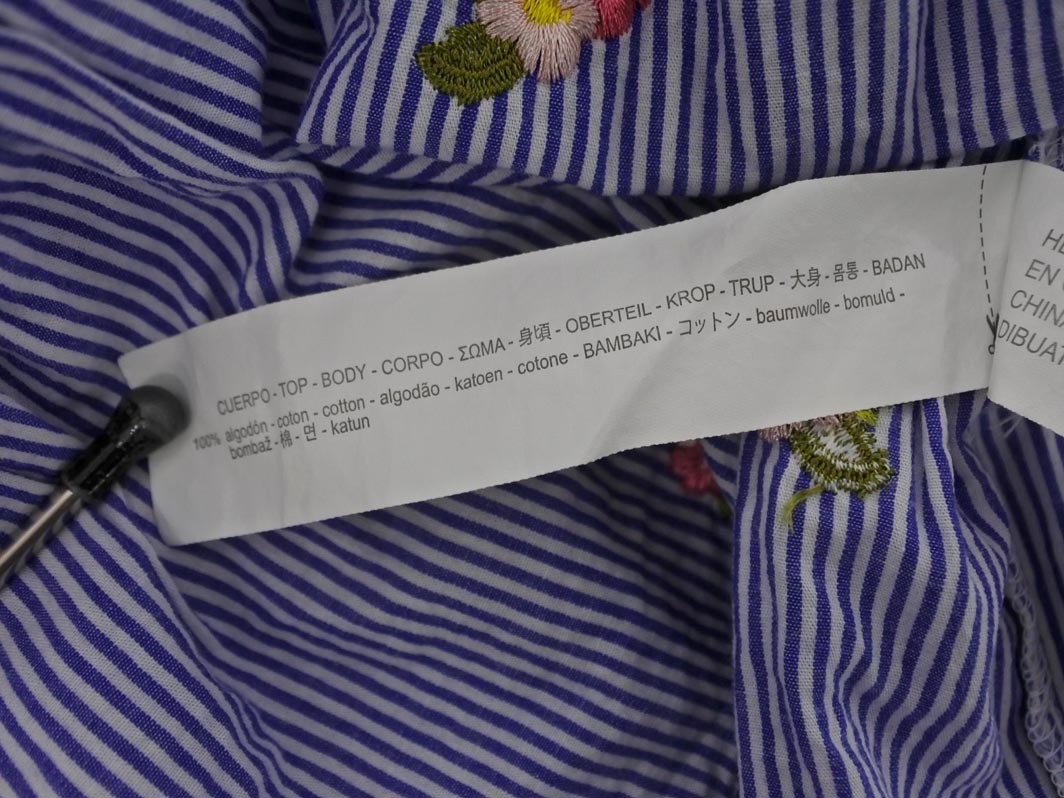 CUERPO - TOP - BODY - CORPO - ΣΩΜΑ - 身頃 - OBERTEIL - KROP - TRUP - 大身 - 몸통 - BADAN
100% algodón - coton - cotton - algodão - katoen - cotone - BAMBAKI - コットン - baumwolle - bomuld -
bombaž - 棉 - 면 - katun
EN
CHINA
DIBUAT